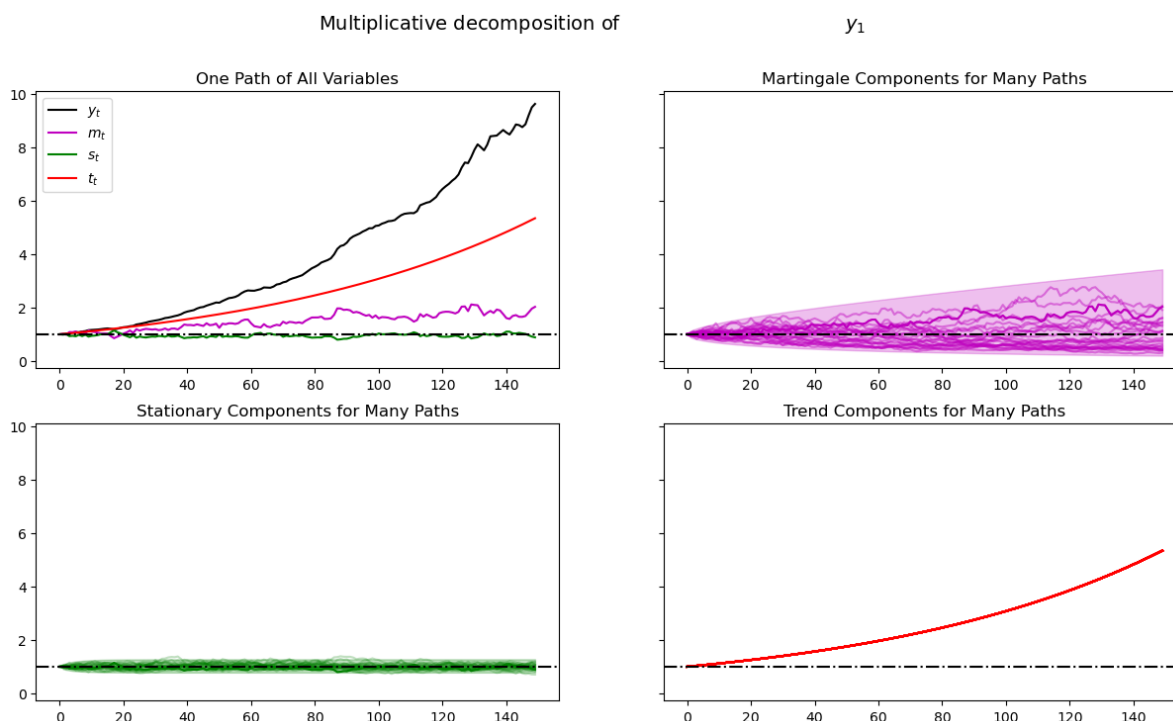 Multiplicative decomposition of y₁
One Path of All Variables
10
8
6
4
2
0
yₜ
mₜ
sₜ
tₜ
0 20 40 60 80 100 120 140
Martingale Components for Many Paths
0 20 40 60 80 100 120 140
Stationary Components for Many Paths
10
8
6
4
2
0
0 20 40 60 80 100 120 140
Trend Components for Many Paths
0 20 40 60 80 100 120 140